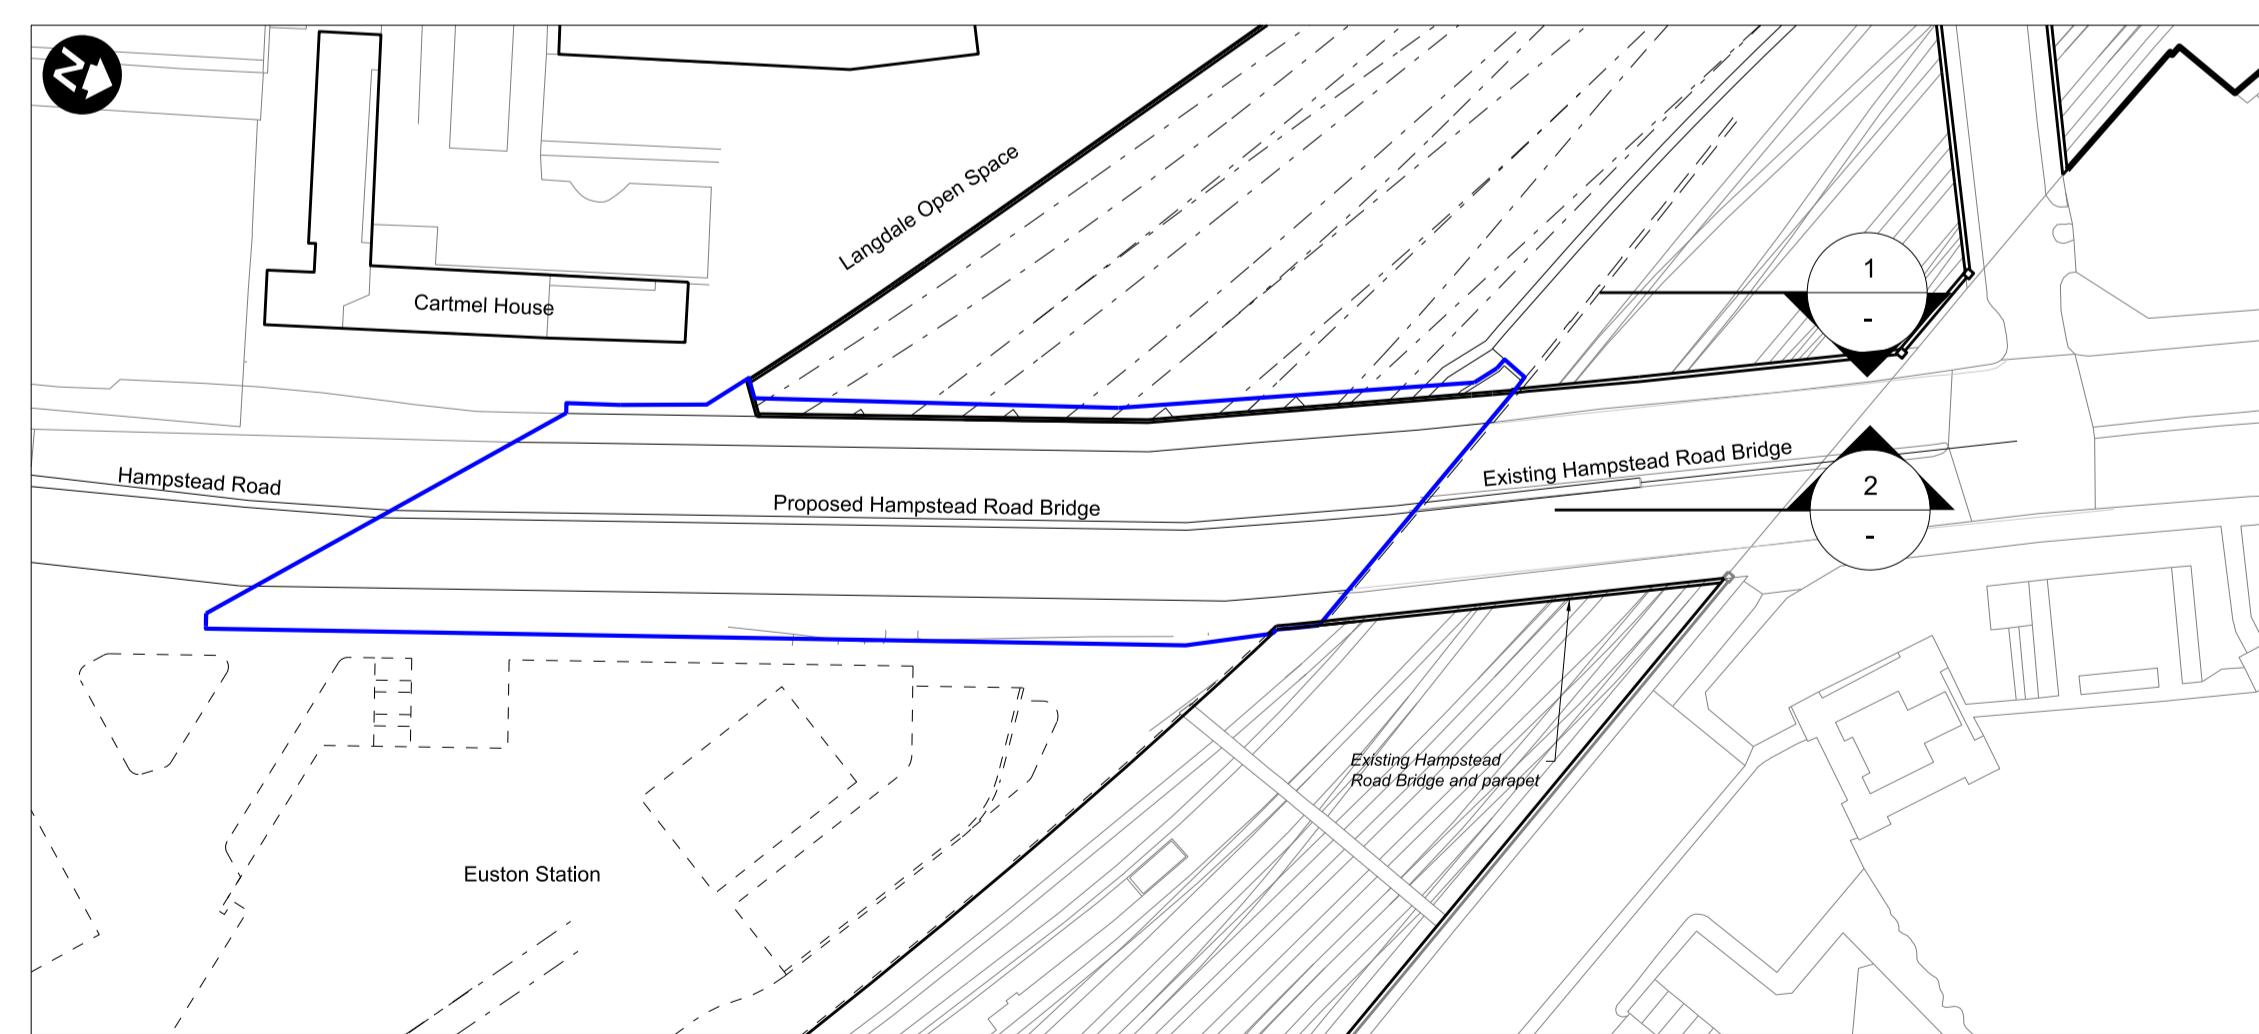 N
Langdale Open Space
Cartmel House
1
-
Hampstead Road
Proposed Hampstead Road Bridge
Existing Hampstead Road Bridge
2
-
Existing Hampstead
Road Bridge and parapet
Euston Station